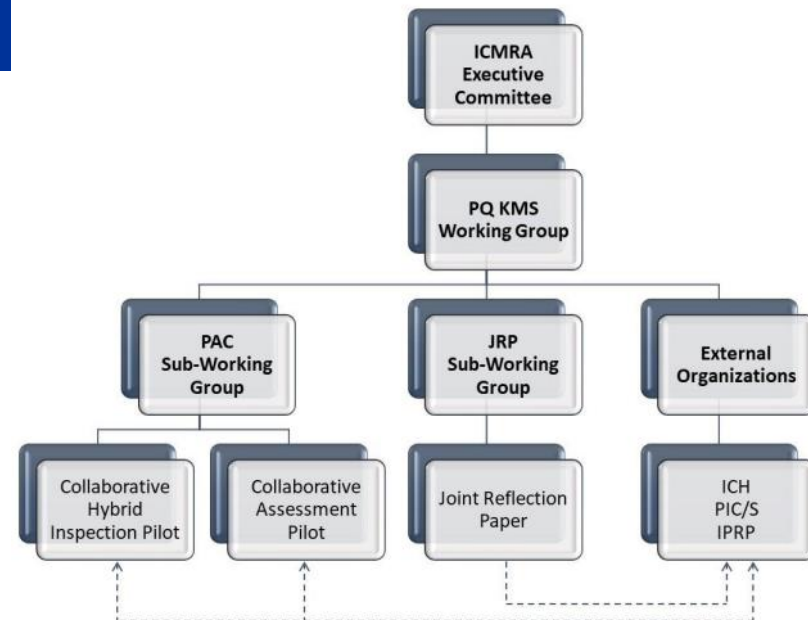 ICMRA
Executive
Committee
PQ KMS
Working Group
PAC
Sub-Working
Group
JRP
Sub-Working
Group
External
Organizations
Collaborative
Hybrid
Inspection Pilot
Collaborative
Assessment
Pilot
Joint Reflection
Paper
ICH
PIC/S
IPRP